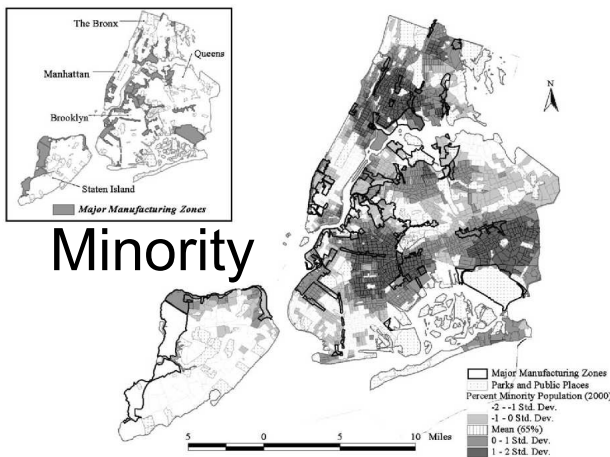 The Bronx
Queens
Manhattan
Brooklyn
Staten Island
Major Manufacturing Zones
Minority
N
5 0 5 10 Miles
Major Manufacturing Zones
Parks and Public Places
Percent Minority Population (2000)
-2 - -1 Std. Dev.
-1 - 0 Std. Dev.
Mean (65%)
0 - 1 Std. Dev.
1 - 2 Std. Dev.